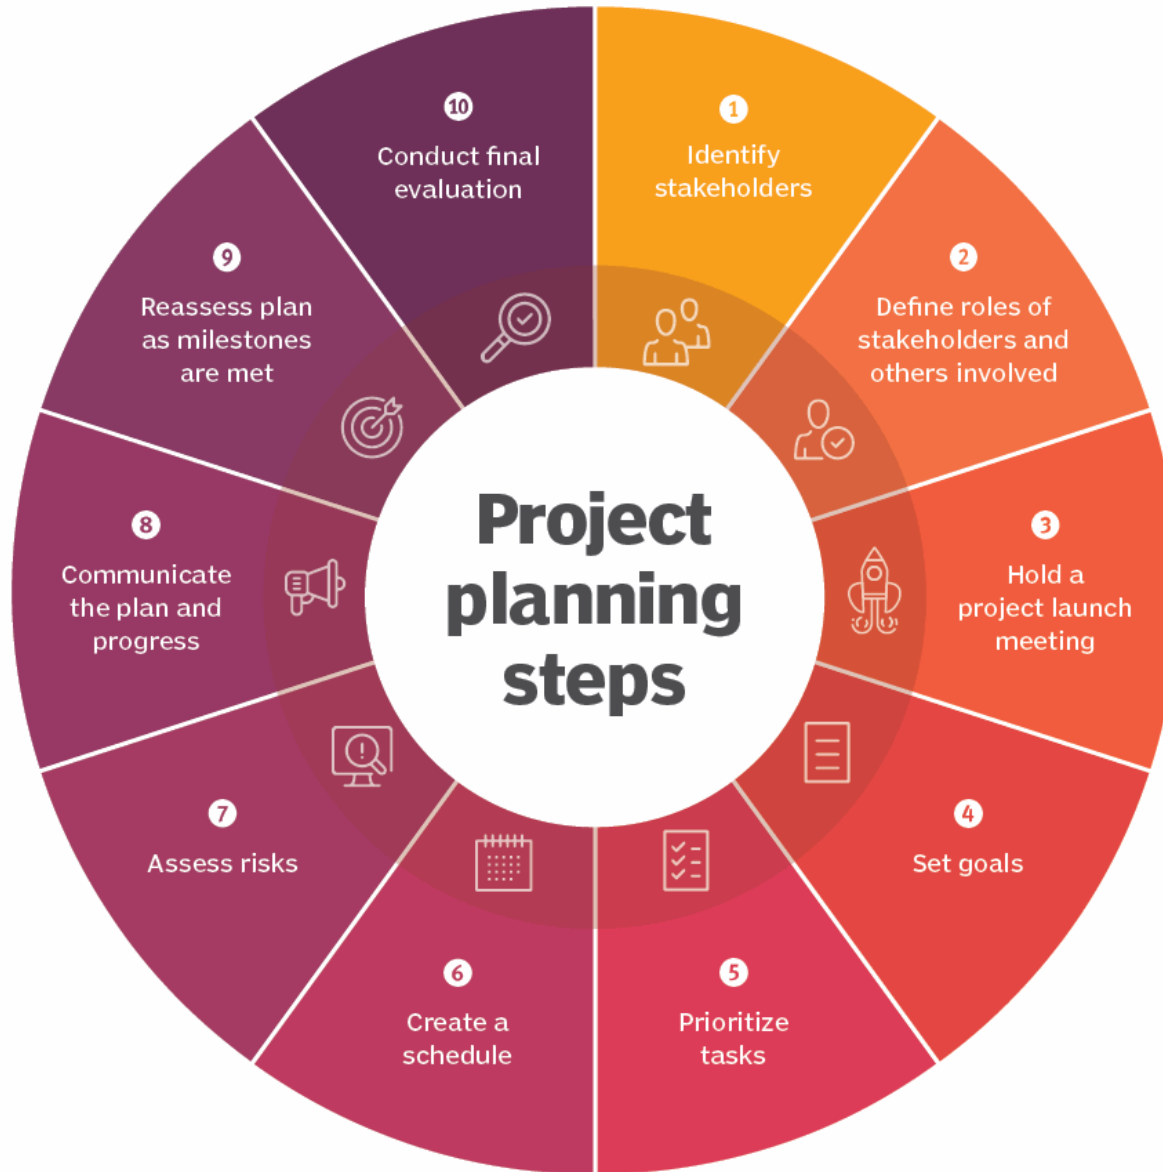 Project
planning
steps
1
Identify
stakeholders
2
Define roles of
stakeholders and
others involved
3
Hold a
project launch
meeting
4
Set goals
5
Prioritize
tasks
6
Create a
schedule
7
Assess risks
8
Communicate
the plan and
progress
9
Reassess plan
as milestones
are met
10
Conduct final
evaluation